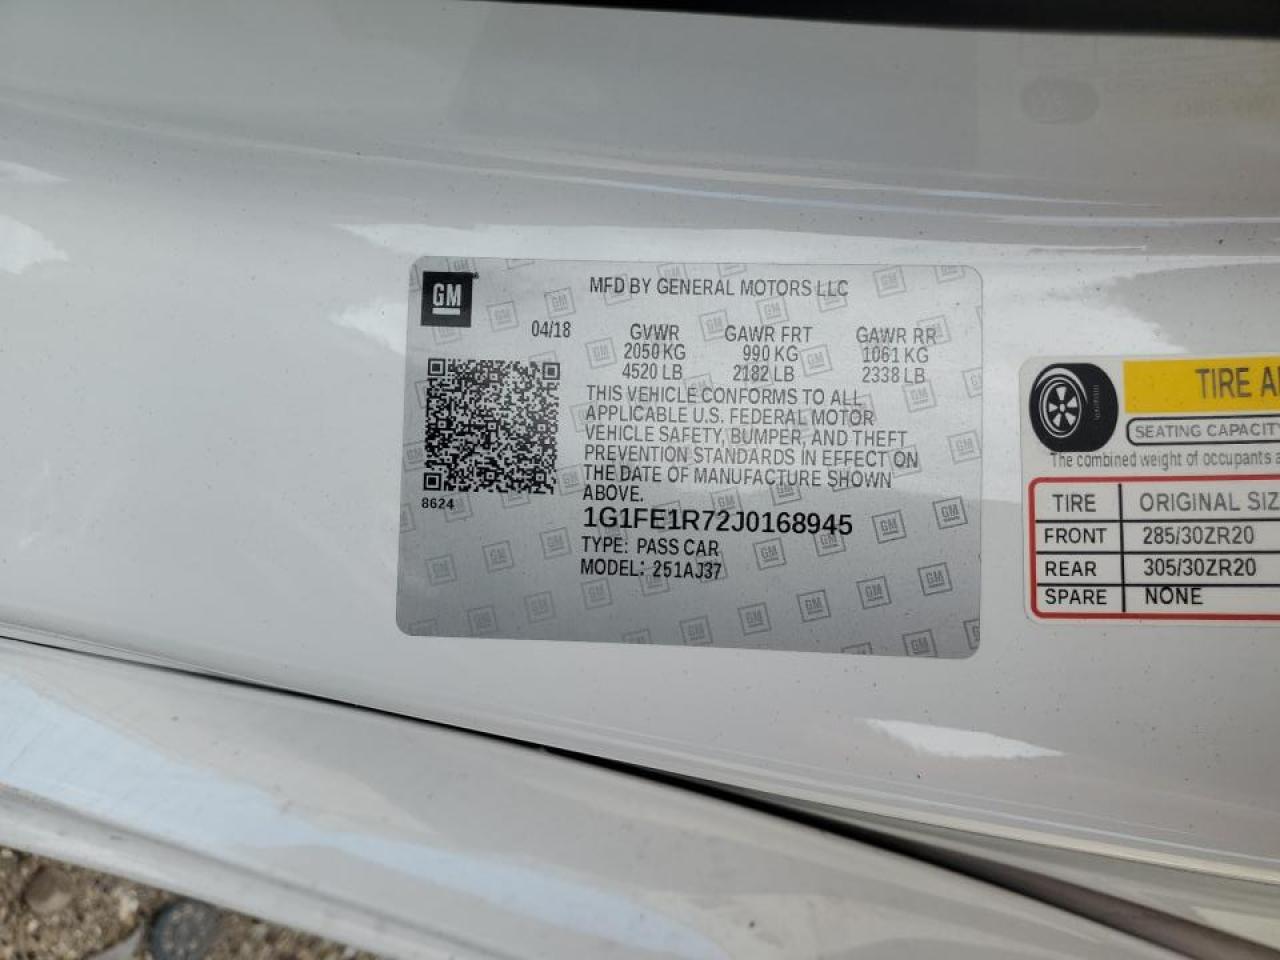 GM
MFD BY GENERAL MOTORS LLC
04/18
GVWR GAWR FRT GAWR RR
2050 KG 990 KG 1061 KG
4520 LB 2182 LB 2338 LB
THIS VEHICLE CONFORMS TO ALL
APPLICABLE U.S. FEDERAL MOTOR
VEHICLE SAFETY, BUMPER, AND THEFT
PREVENTION STANDARDS IN EFFECT ON
THE DATE OF MANUFACTURE SHOWN
ABOVE.
8624
1G1FE1R72J0168945
TYPE: PASS CAR
MODEL: 251AJ37
TIRE
SEATING CAPACITY
The combined weight of occupants
TIRE ORIGINAL
FRONT 285/30ZR20
REAR 305/30ZR20
SPARE NONE